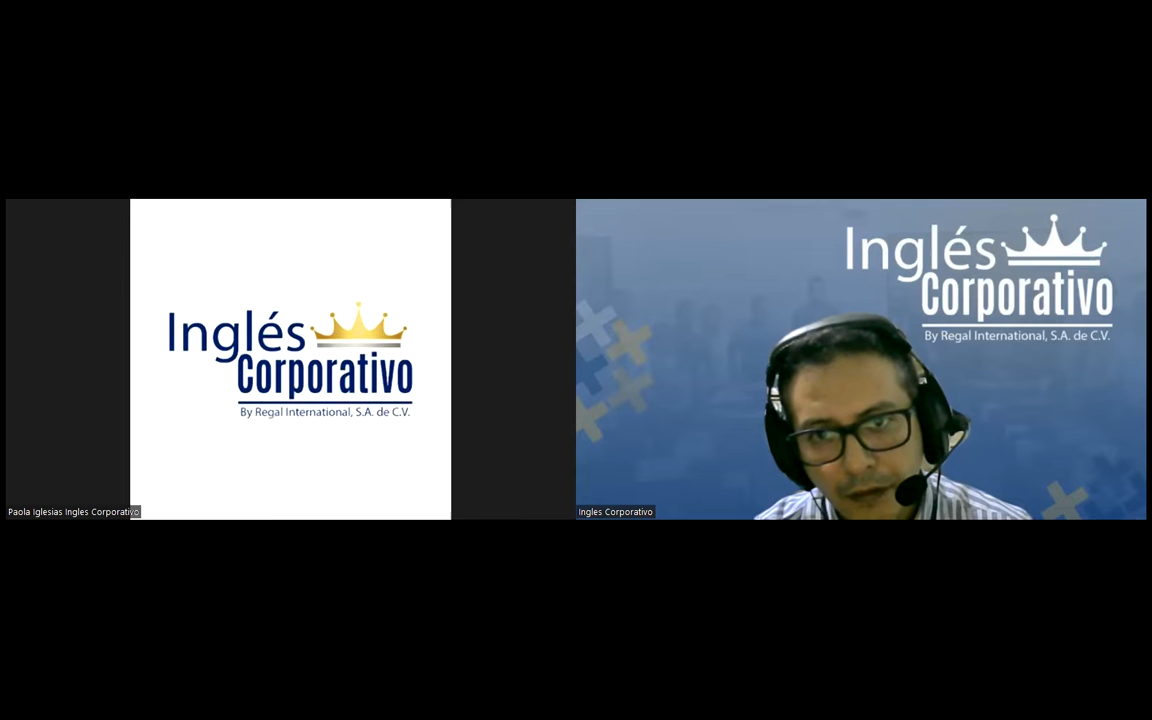 Inglés
Corporativo
By Regal International, S.A. de C.V.
Paola Iglesias Ingles Corporativo
Inglés
Corporativo
By Regal International, S.A. de C.V.
Ingles Corporativo